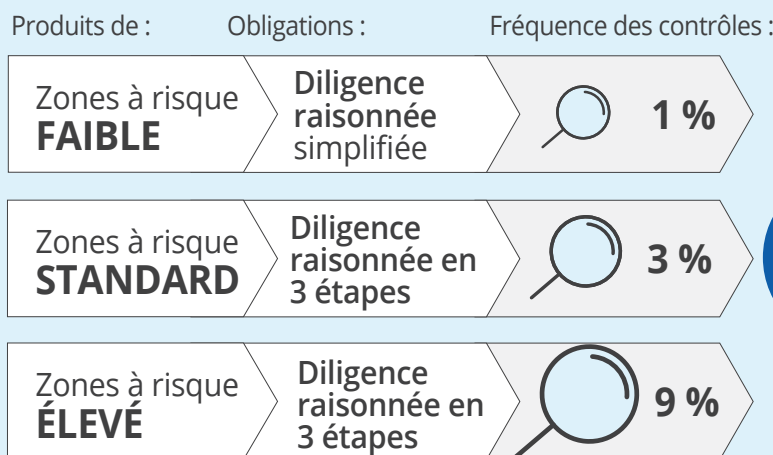 Produits de :
Obligations :
Fréquence des contrôles :
Zones à risque
FAIBLE
Diligence
raisonnée
simplifiée
1 %
Zones à risque
STANDARD
Diligence
raisonnée en
3 étapes
3 %
Zones à risque
ÉLEVÉ
Diligence
raisonnée en
3 étapes
9 %